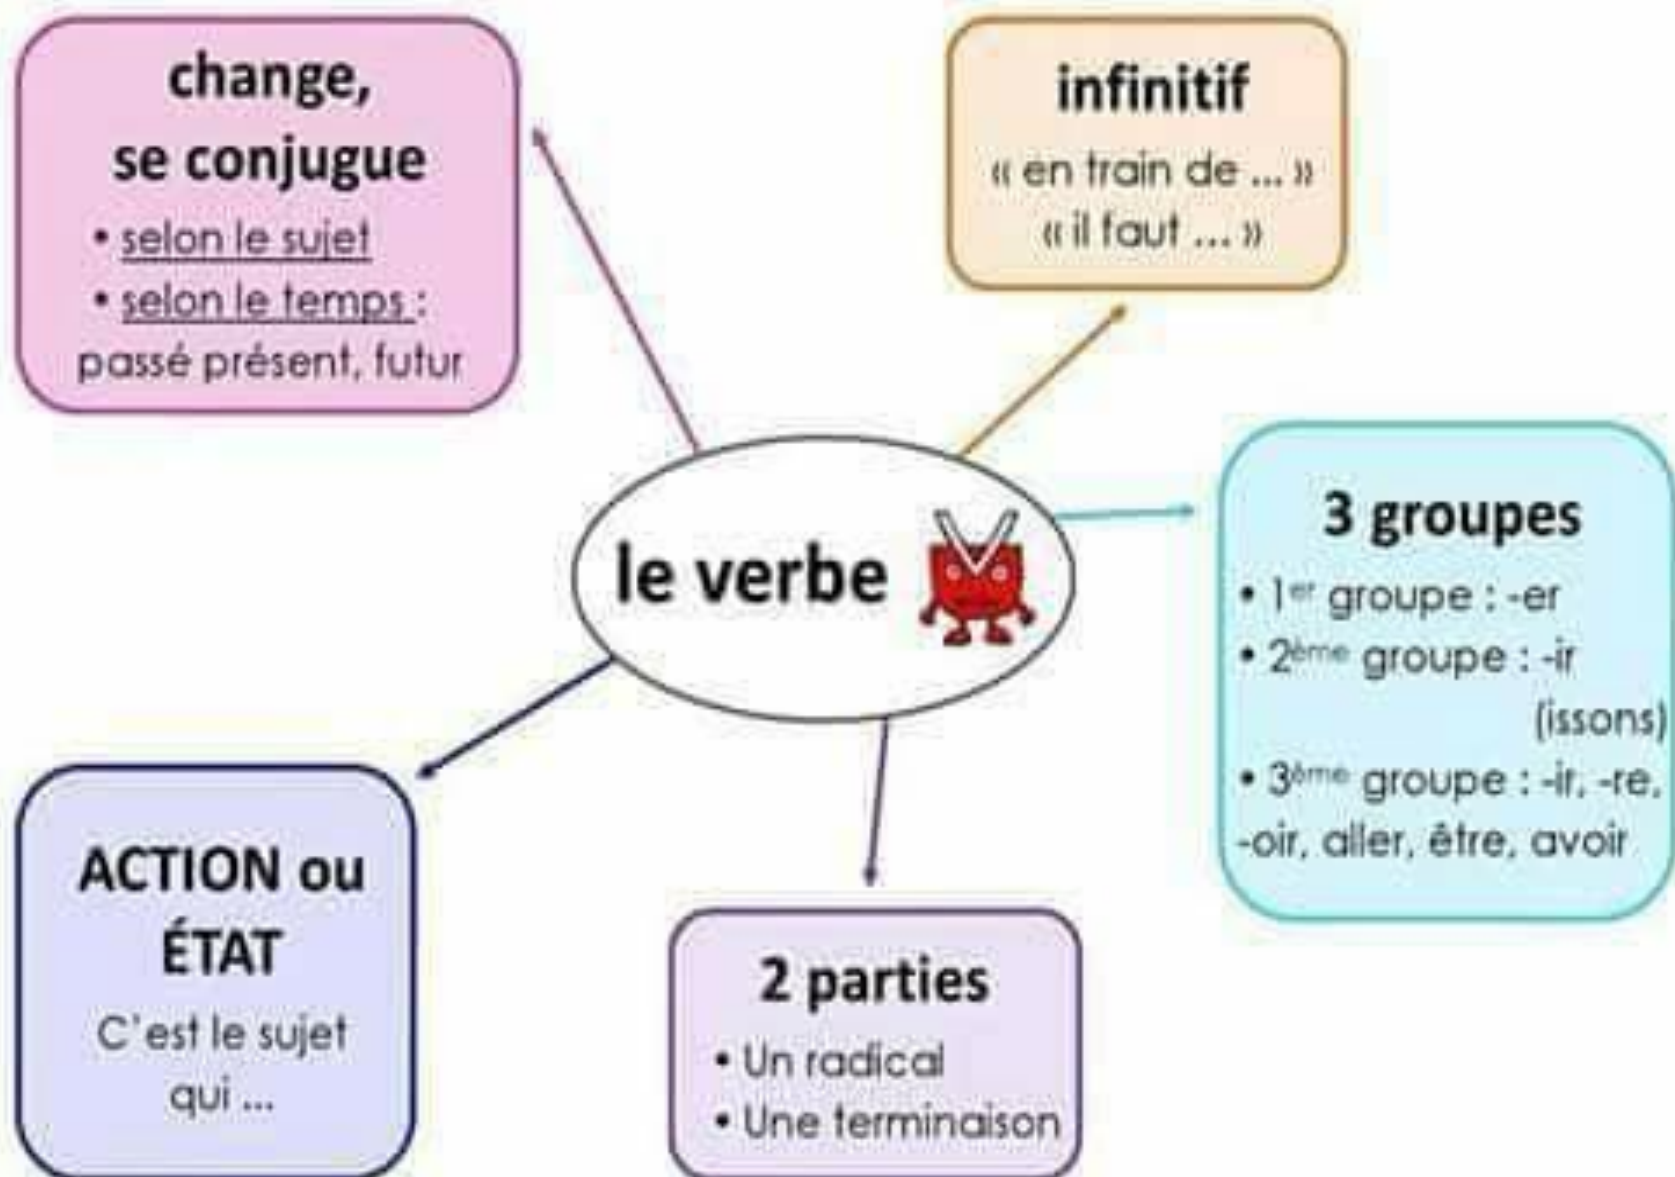 change,
se conjugue
• selon le sujet
• selon le temps :
passé présent, futur
infinitif
« en train de ... »
« il faut ... »
le verbe
3 groupes
• 1er groupe : -er
• 2ème groupe : -ir
(issons)
• 3ème groupe : -ir, -re,
-oir, aller, être, avoir
ACTION ou
ÉTAT
C'est le sujet
qui ...
2 parties
• Un radical
• Une terminaison